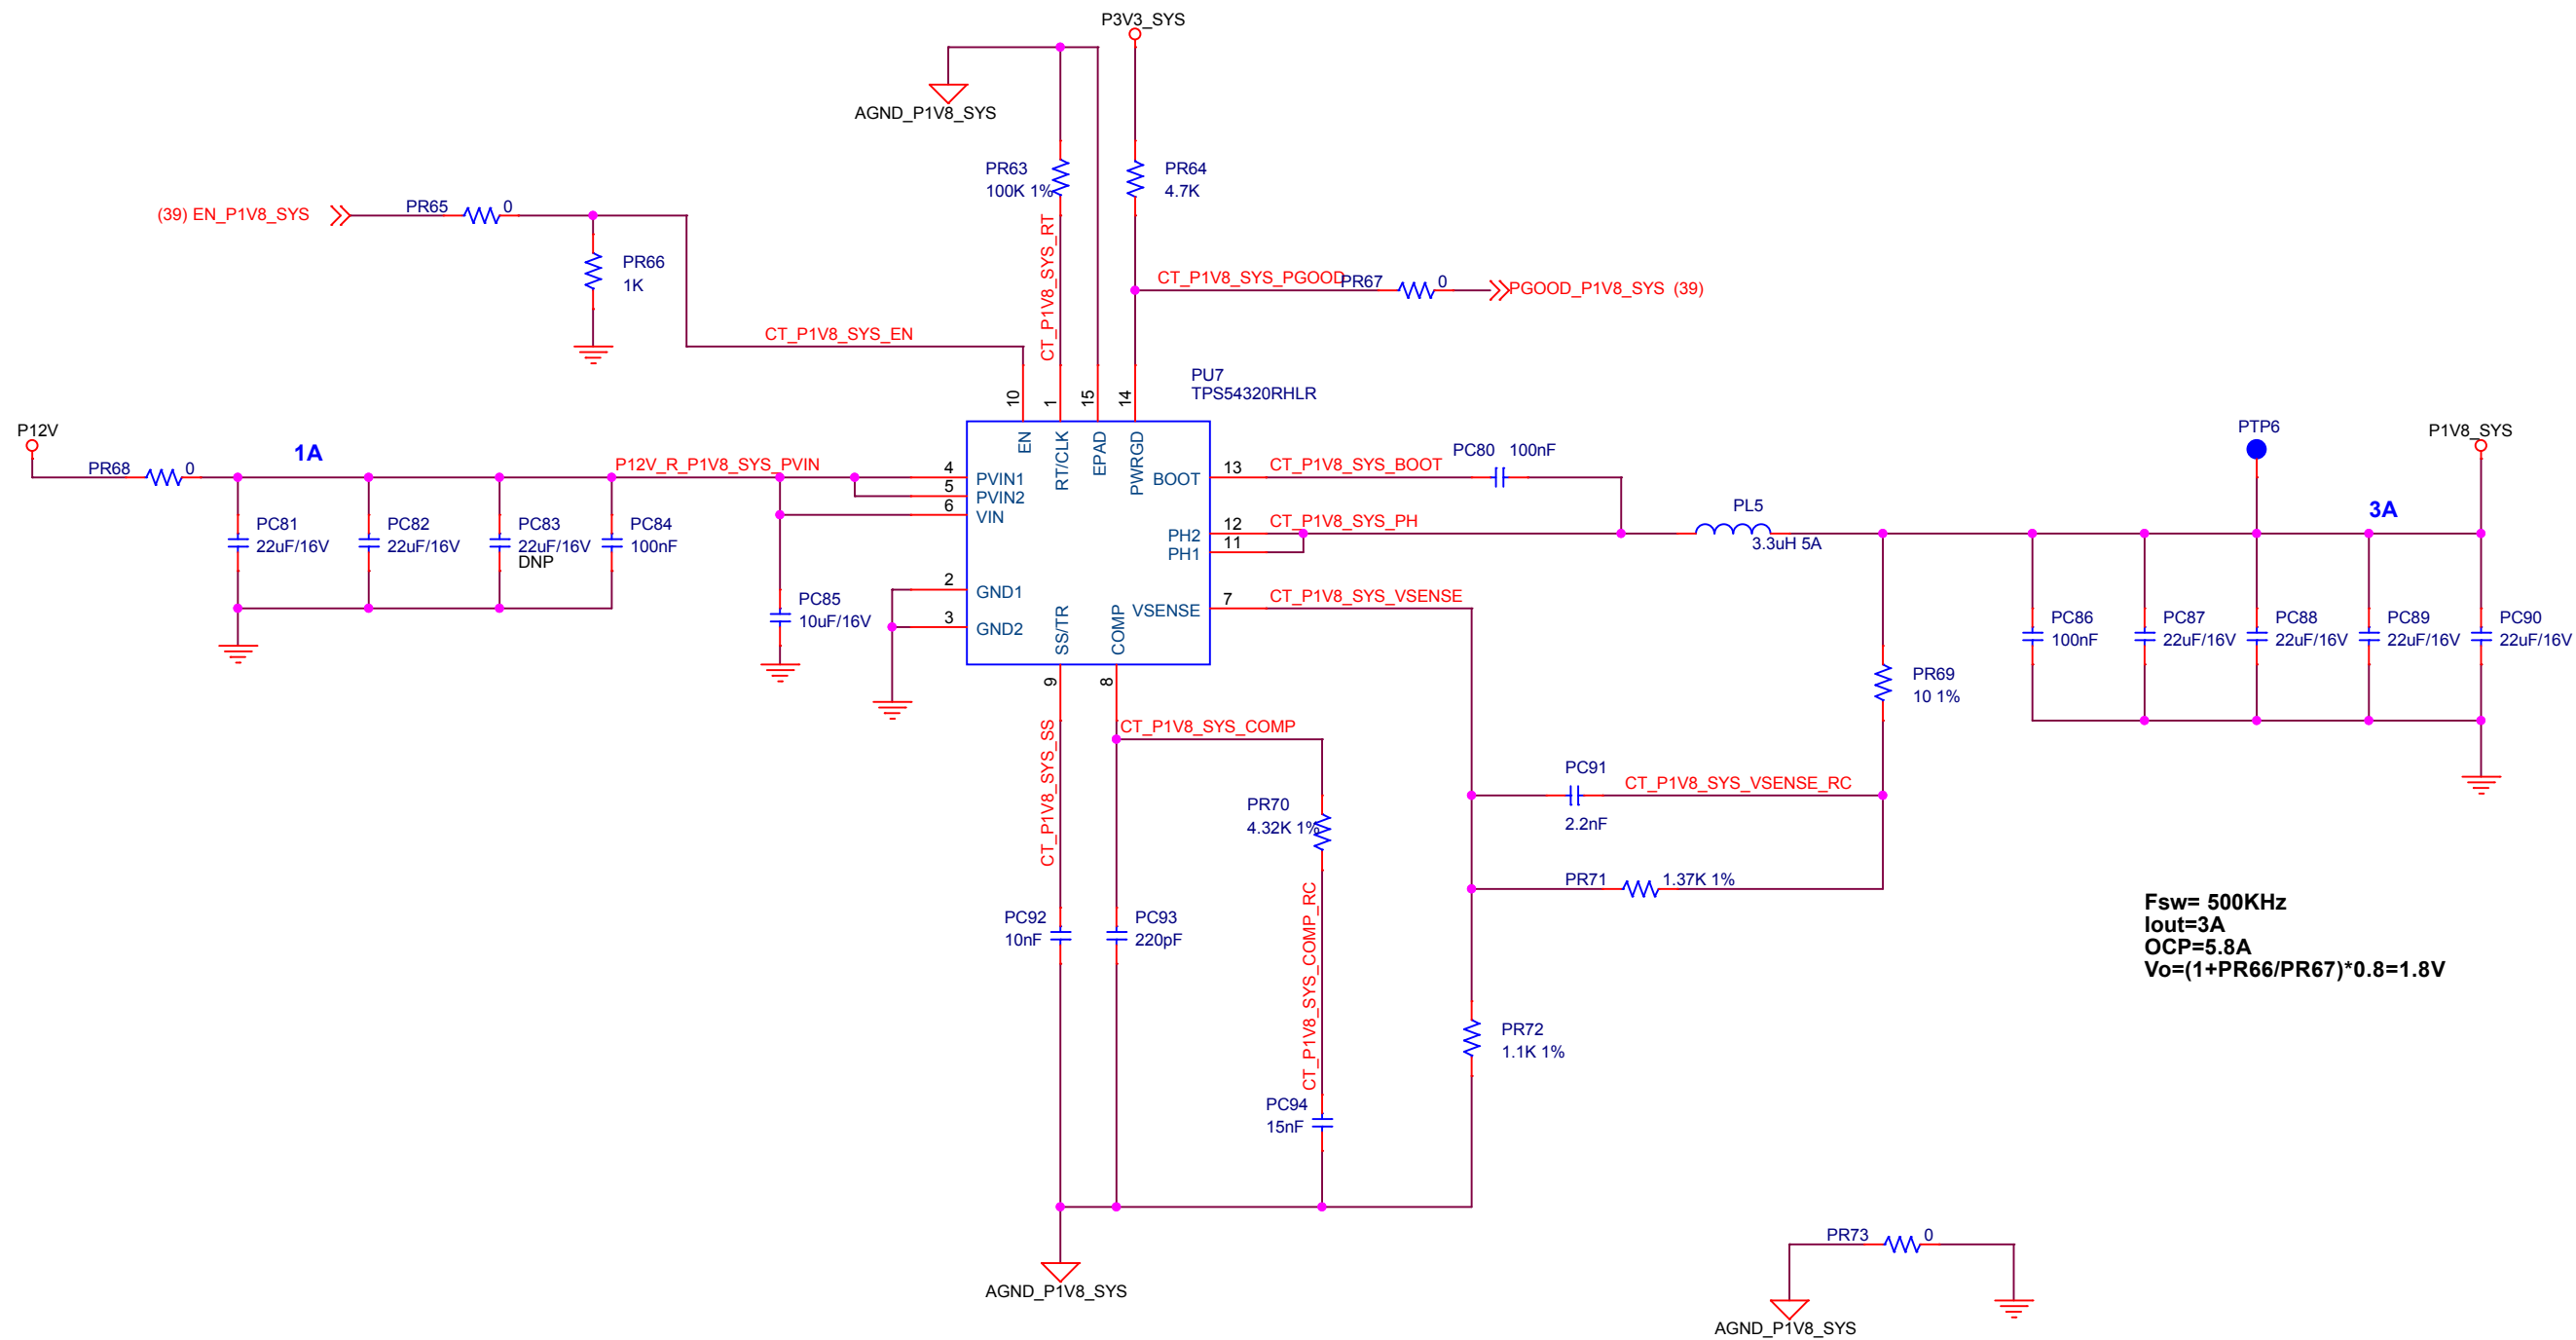 P3V3_SYS
AGND_P1V8_SYS
PR63
100K 1%
PR64
4.7K
(39) EN_P1V8_SYS
PR65
0
PR66
1K
CT_P1V8_SYS_RT
CT_P1V8_SYS_PGOOD
PR67
0
PGOOD_P1V8_SYS (39)
CT_P1V8_SYS_EN
PU7
TPS54320RHLR
10
1
15
14
EN
RT/CLK
EPAD
PWRGD
P12V
PR68
0
1A
P12V_R_P1V8_SYS_PVIN
4
PVIN1
5
PVIN2
6
VIN
2
GND1
3
GND2
SS/TR
COMP
9
8
BOOT
13
PH2
12
PH1
11
VSENSE
7
CT_P1V8_SYS_BOOT
PC80
100nF
CT_P1V8_SYS_PH
PL5
3.3uH 5A
CT_P1V8_SYS_VSENSE
PTP6
P1V8_SYS
3A
PC81
22uF/16V
PC82
22uF/16V
PC83
22uF/16V
DNP
PC84
100nF
PC85
10uF/16V
PC86
100nF
PC87
22uF/16V
PC88
22uF/16V
PC89
22uF/16V
PC90
22uF/16V
PR69
10 1%
CT_P1V8_SYS_SS
CT_P1V8_SYS_COMP
PC91
2.2nF
CT_P1V8_SYS_VSENSE_RC
PR70
4.32K 1%
PR71
1.37K 1%
PC92
10nF
PC93
220pF
CT_P1V8_SYS_COMP_RC
Fsw= 500KHz
Iout=3A
OCP=5.8A
Vo=(1+PR66/PR67)*0.8=1.8V
PR72
1.1K 1%
PC94
15nF
AGND_P1V8_SYS
PR73
0
AGND_P1V8_SYS